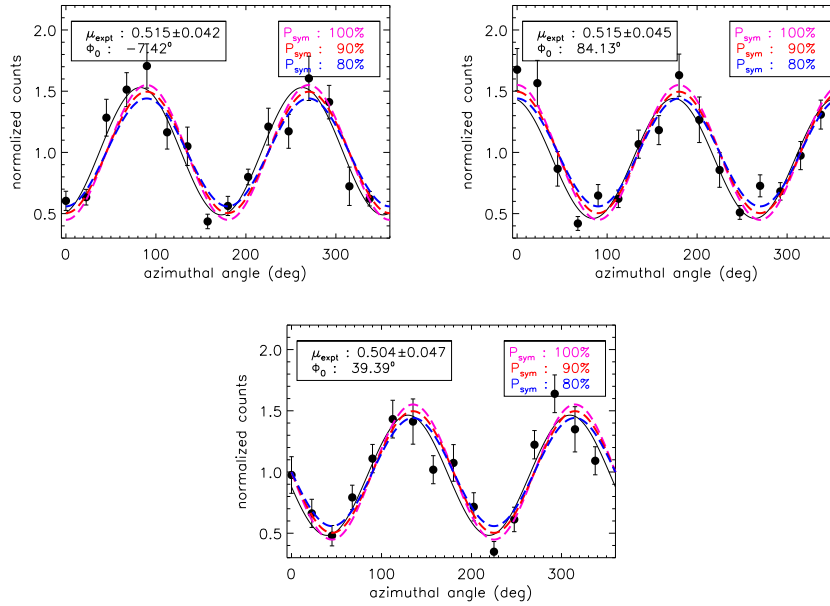 μexpt : 0.515±0.042
Φ0 : −7.42°
Psym : 100%
Psym : 90%
Psym : 80%
2.0
1.5
1.0
0.5
normalized counts
0 100 200 300
azimuthal angle (deg)
μexpt : 0.515±0.045
Φ0 : 84.13°
Psym : 100%
Psym : 90%
Psym : 80%
2.0
1.5
1.0
0.5
normalized counts
0 100 200 300
azimuthal angle (deg)
μexpt : 0.504±0.047
Φ0 : 39.39°
Psym : 100%
Psym : 90%
Psym : 80%
2.0
1.5
1.0
0.5
normalized counts
0 100 200 300
azimuthal angle (deg)